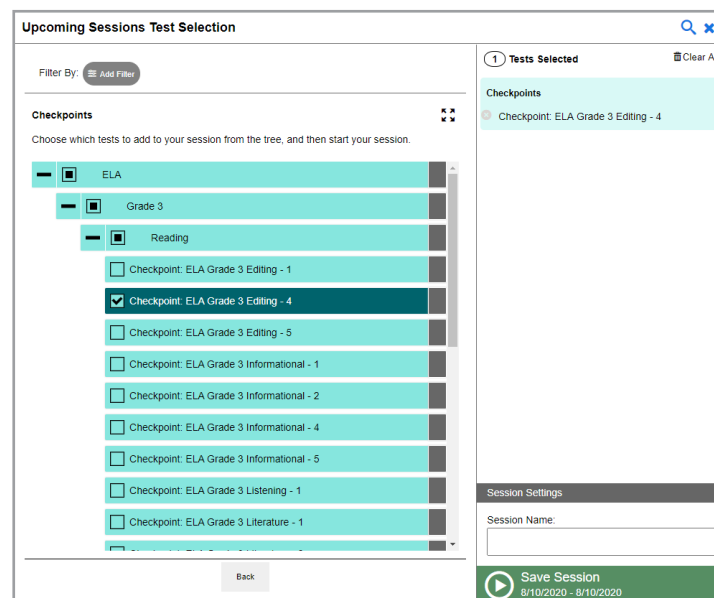 Upcoming Sessions Test Selection
Filter By: Add Filter
Checkpoints
Choose which tests to add to your session from the tree, and then start your session.
ELA
Grade 3
Reading
Checkpoint: ELA Grade 3 Editing - 1
Checkpoint: ELA Grade 3 Editing - 4
Checkpoint: ELA Grade 3 Editing - 5
Checkpoint: ELA Grade 3 Informational - 1
Checkpoint: ELA Grade 3 Informational - 2
Checkpoint: ELA Grade 3 Informational - 4
Checkpoint: ELA Grade 3 Informational - 5
Checkpoint: ELA Grade 3 Listening - 1
Checkpoint: ELA Grade 3 Literature - 1
Back
1 Tests Selected
Clear A
Checkpoints
Checkpoint: ELA Grade 3 Editing - 4
Session Settings
Session Name:
Save Session
8/10/2020 - 8/10/2020